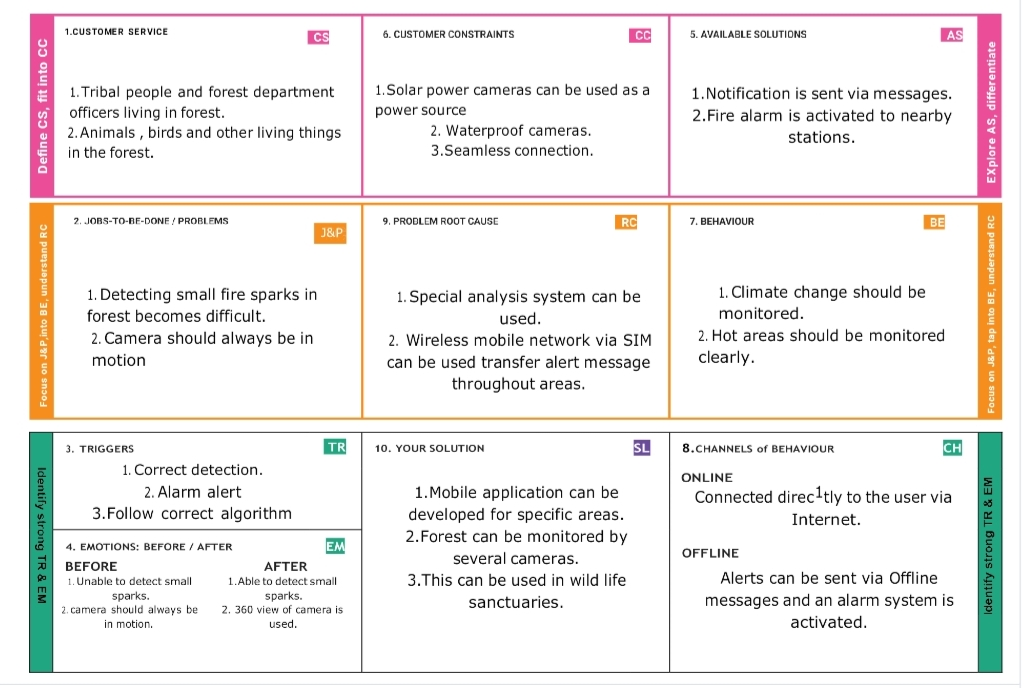 Define CS, fit into CC
1.CUSTOMER SERVICE
CS
1.Tribal people and forest department
officers living in forest.
2.Animals , birds and other living things
in the forest.
6. CUSTOMER CONSTRAINTS
CC
1.Solar power cameras can be used as a
power source
2. Waterproof cameras.
3.Seamless connection.
5. AVAILABLE SOLUTIONS
AS
1.Notification is sent via messages.
2.Fire alarm is activated to nearby
stations.
EXplore AS, differentiate
Focus on J&P,into BE, understand RC
2. JOBS-TO-BE-DONE / PROBLEMS
J&P
1. Detecting small fire sparks in
forest becomes difficult.
2. Camera should always be in
motion
9. PROBLEM ROOT CAUSE
RC
1. Special analysis system can be
used.
2. Wireless mobile network via SIM
can be used transfer alert message
throughout areas.
7. BEHAVIOUR
BE
1. Climate change should be
monitored.
2. Hot areas should be monitored
clearly.
Focus on J&P, tap into BE, understand RC
Identify strong TR & EM
3. TRIGGERS
TR
1. Correct detection.
2. Alarm alert
3.Follow correct algorithm
4. EMOTIONS: BEFORE / AFTER
EM
BEFORE
1. Unable to detect small
sparks.
2. camera should always be
in motion.
AFTER
1.Able to detect small
sparks.
2. 360 view of camera is
used.
10. YOUR SOLUTION
SL
1.Mobile application can be
developed for specific areas.
2.Forest can be monitored by
several cameras.
3.This can be used in wild life
sanctuaries.
8.CHANNELS of BEHAVIOUR
CH
ONLINE
Connected direc1tly to the user via
Internet.
OFFLINE
Alerts can be sent via Offline
messages and an alarm system is
activated.
Identify strong TR & EM